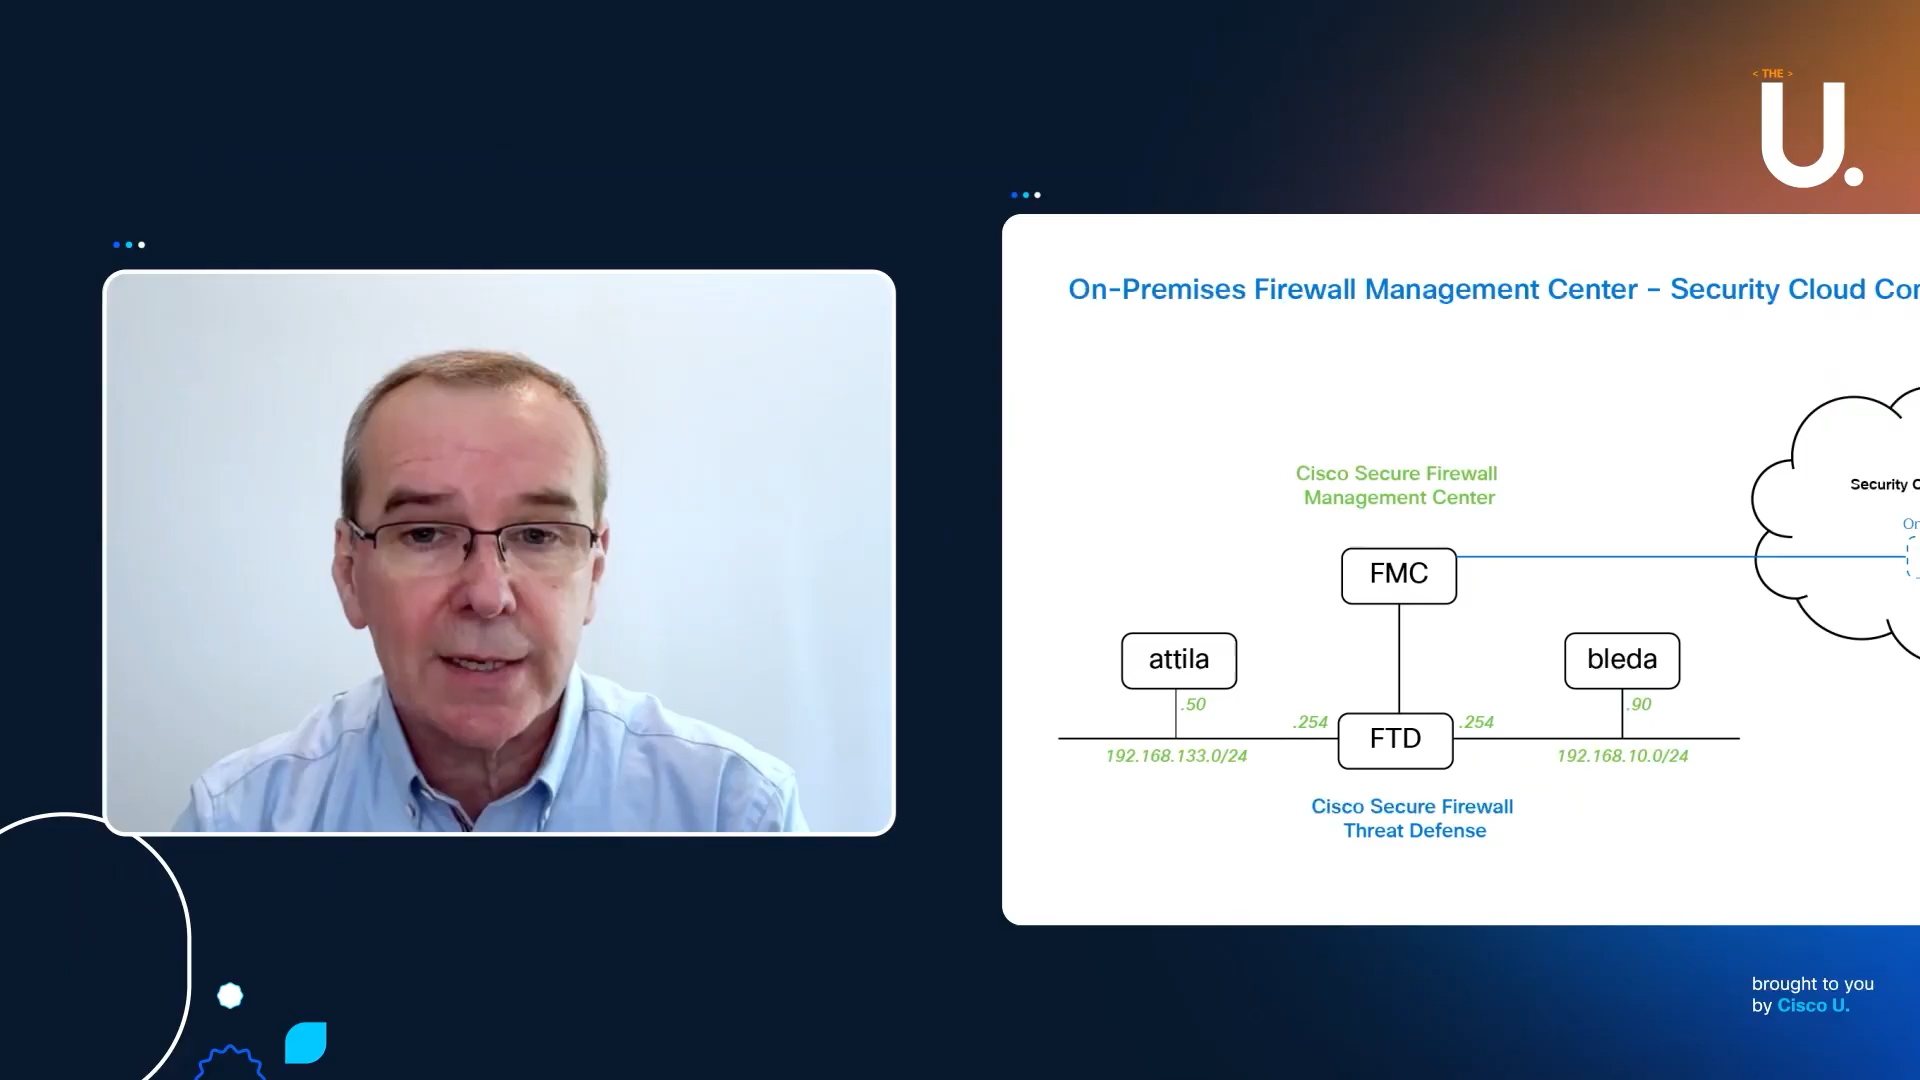 < THE >
U.
On-Premises Firewall Management Center – Security Cloud Con
Cisco Secure Firewall
Management Center
Security C
On
FMC
attila
bleda
.50
.90
.254
FTD
.254
192.168.133.0/24
192.168.10.0/24
Cisco Secure Firewall
Threat Defense
brought to you
by Cisco U.